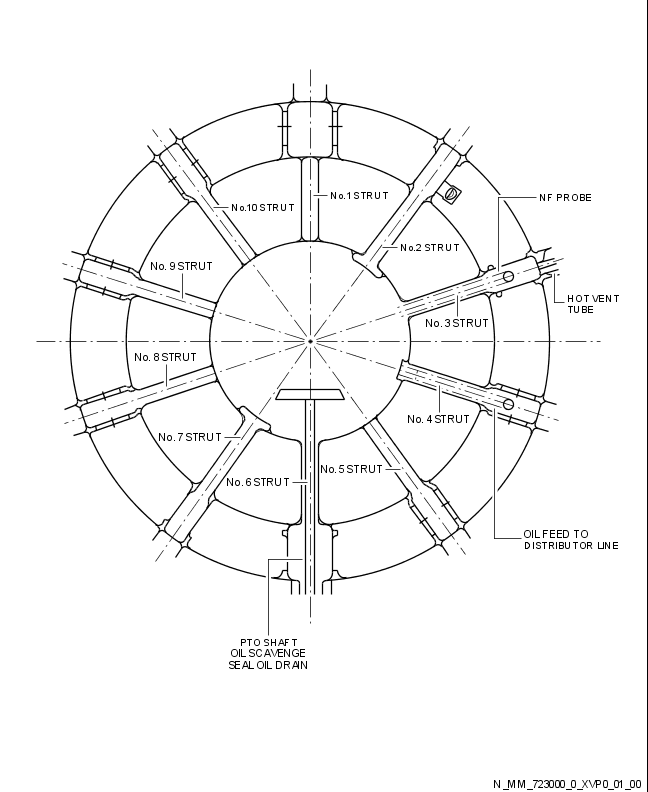 No.1 STRUT
No.10 STRUT
NF PROBE
No.2 STRUT
No. 9 STRUT
HOT VENT
TUBE
No. 3 STRUT
No. 8 STRUT
No. 4 STRUT
No. 7 STRUT
No. 5 STRUT
No. 6 STRUT
OIL FEED TO
DISTRIBUTOR LINE
PTO SHAFT
OIL SCAVENGE
SEAL OIL DRAIN
N_MM_723000_0_XVP0_01_00